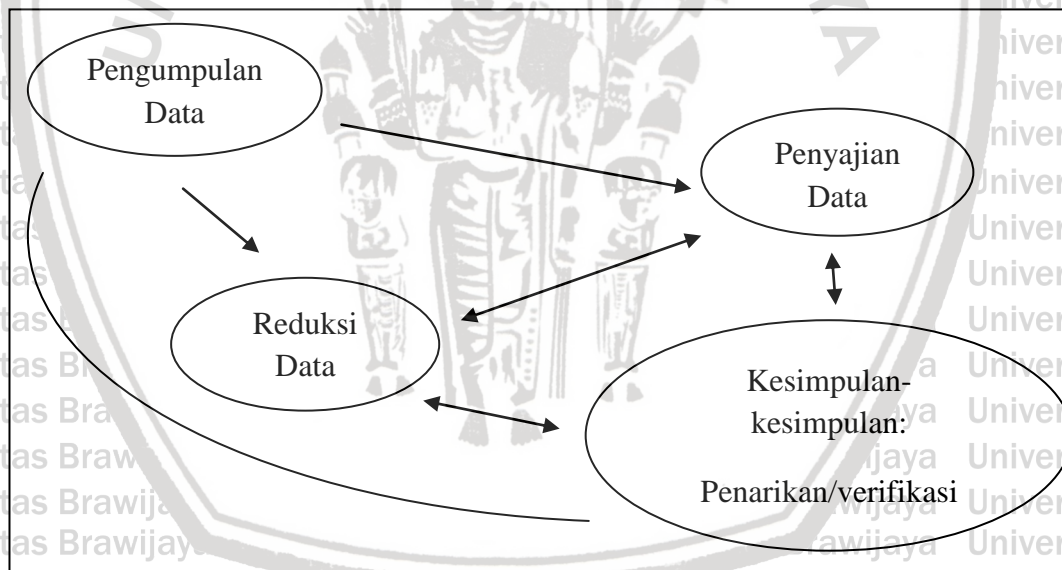 Pengumpulan
Data
Penyajian
Data
Reduksi
Data
Kesimpulan-
kesimpulan:
Penarikan/verifikasi